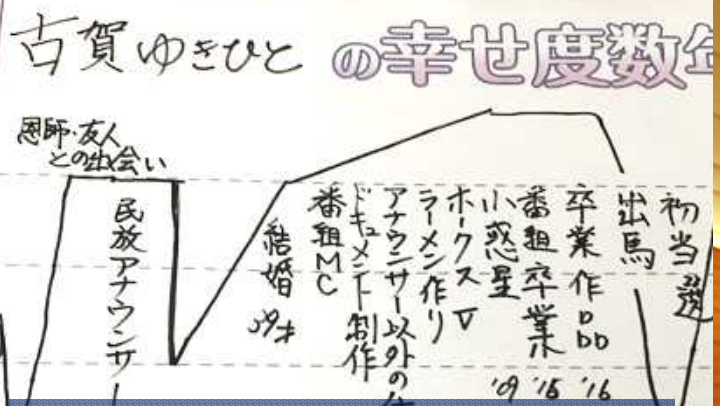 古賀ゆきひとの幸せ度数年
恩師・友人
との出会い
民放アナウンサ
結婚 39才
番組MC
ドキュメント制作
アナウンサー以外の仕
ラーメン作り
ホークスV
小惑星 '09
番組卒業 '15
卒業作品 '16
出馬
初当選